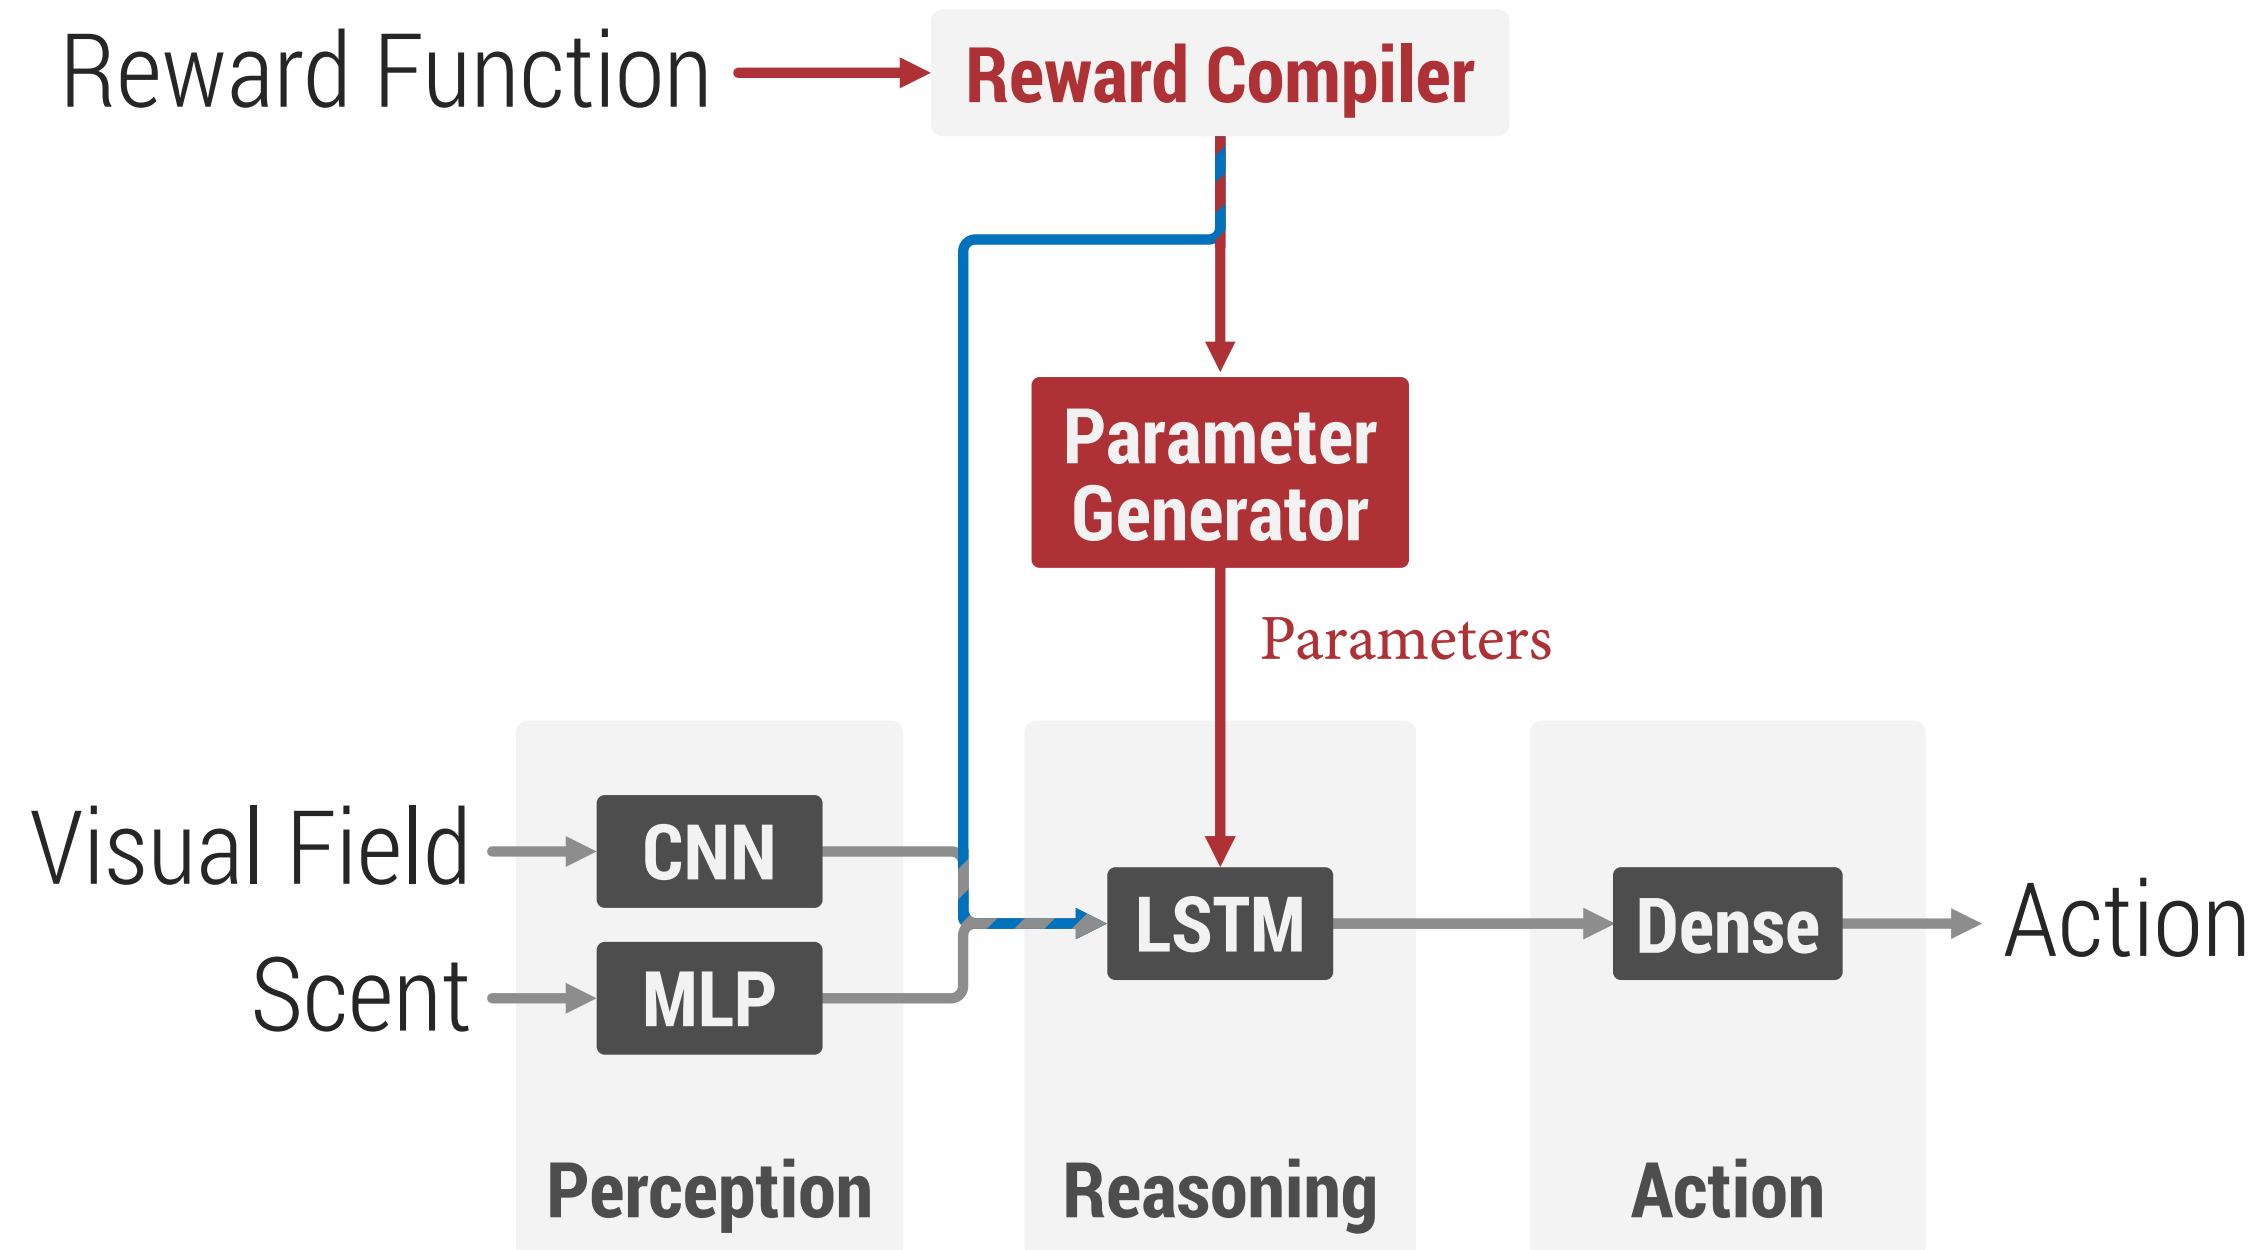 Reward Function
Reward Compiler
Parameter
Generator
Parameters
Visual Field
CNN
Scent
MLP
LSTM
Dense
Action
Perception
Reasoning
Action